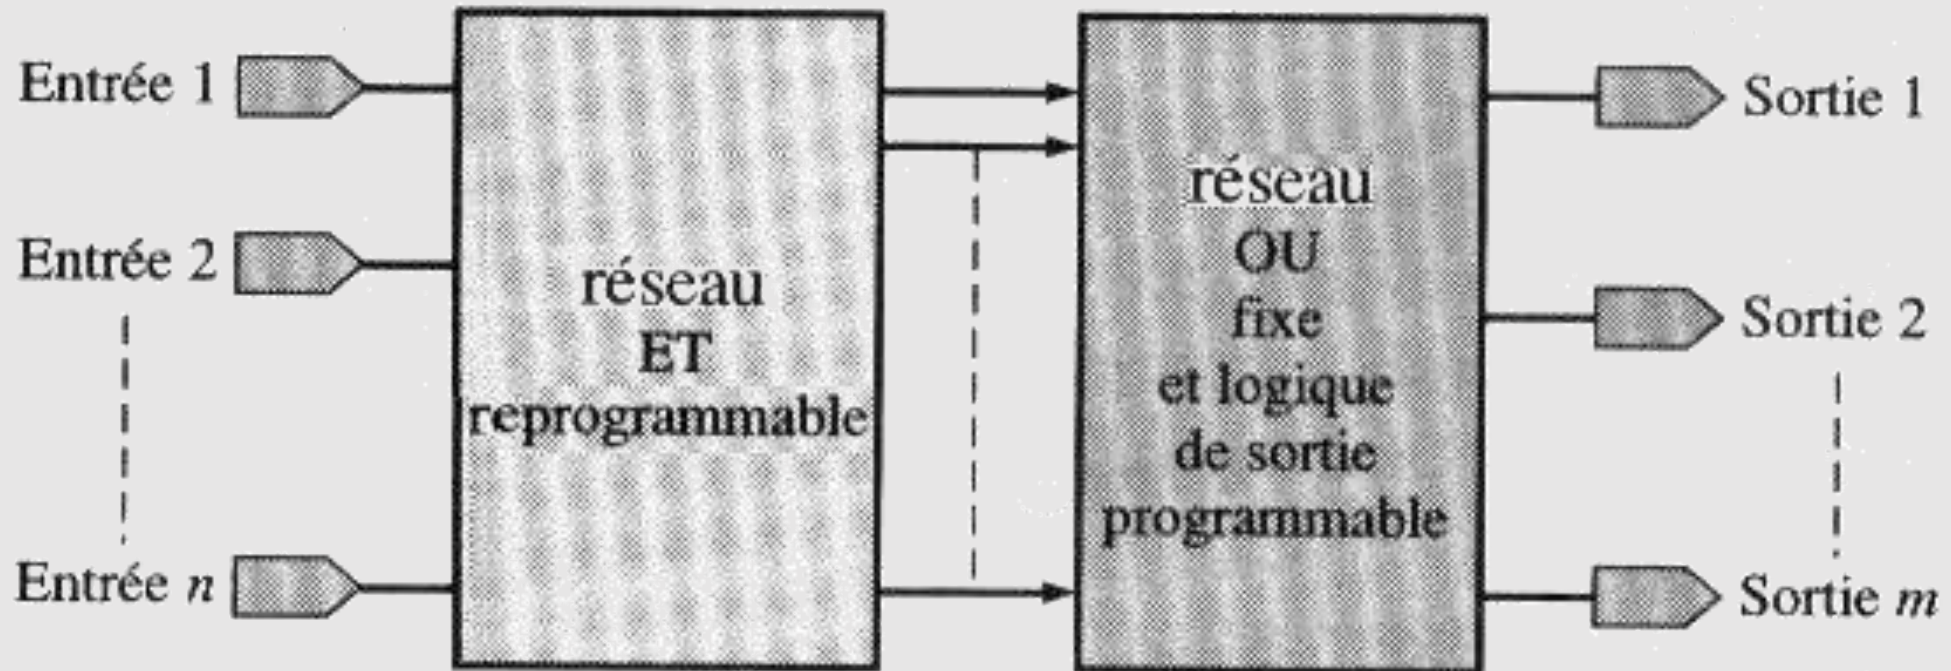 Entrée 1
Entrée 2
Entrée n
réseau
ET
reprogrammable
réseau
OU
fixe
et logique
de sortie
programmable
Sortie 1
Sortie 2
Sortie m